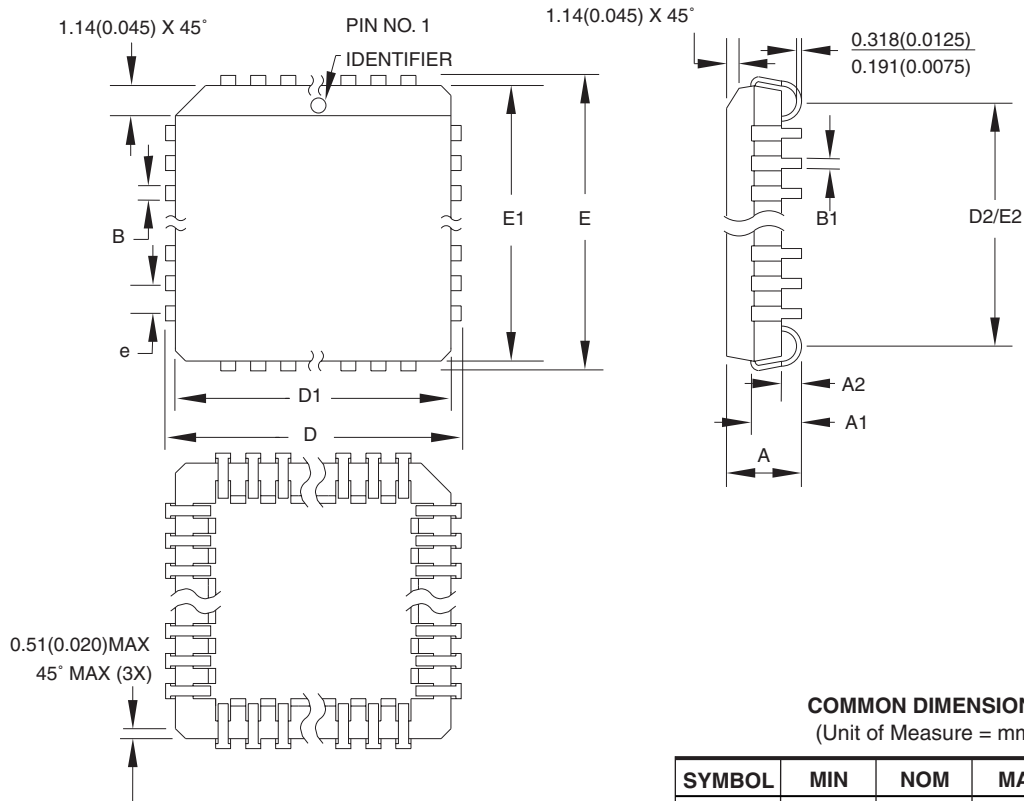 1.14(0.045) X 45˚
PIN NO. 1
IDENTIFIER
1.14(0.045) X 45˚
0.318(0.0125)
0.191(0.0075)
B
e
E1
E
B1
D2/E2
D1
D
A2
A1
A
0.51(0.020)MAX
45˚ MAX (3X)
COMMON
(Unit of Measure =
SYMBOL MIN NOM